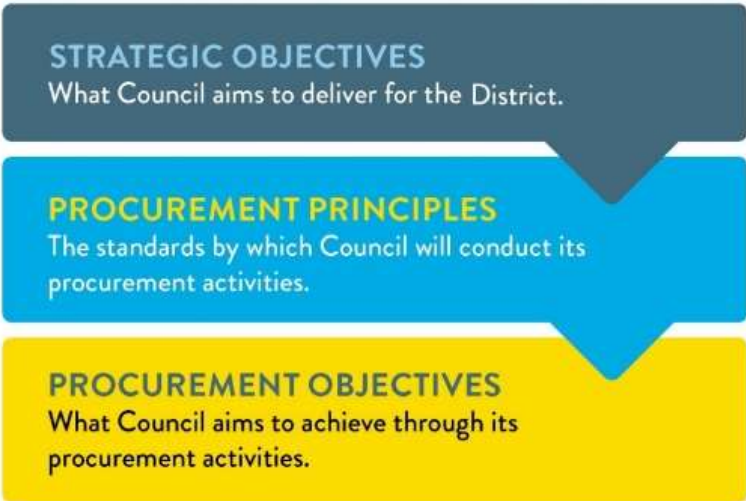 STRATEGIC OBJECTIVES
What Council aims to deliver for the District.
PROCUREMENT PRINCIPLES
The standards by which Council will conduct its
procurement activities.
PROCUREMENT OBJECTIVES
What Council aims to achieve through its
procurement activities.